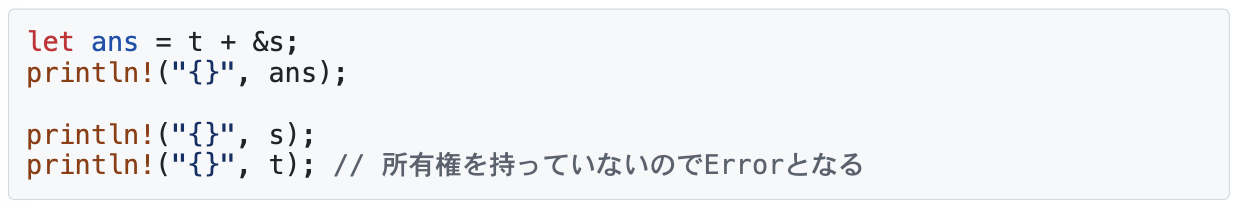 let ans = t + &s;
println!("{}", ans);

println!("{}", s);
println!("{}", t); // 所有権を持っていないのでErrorとなる